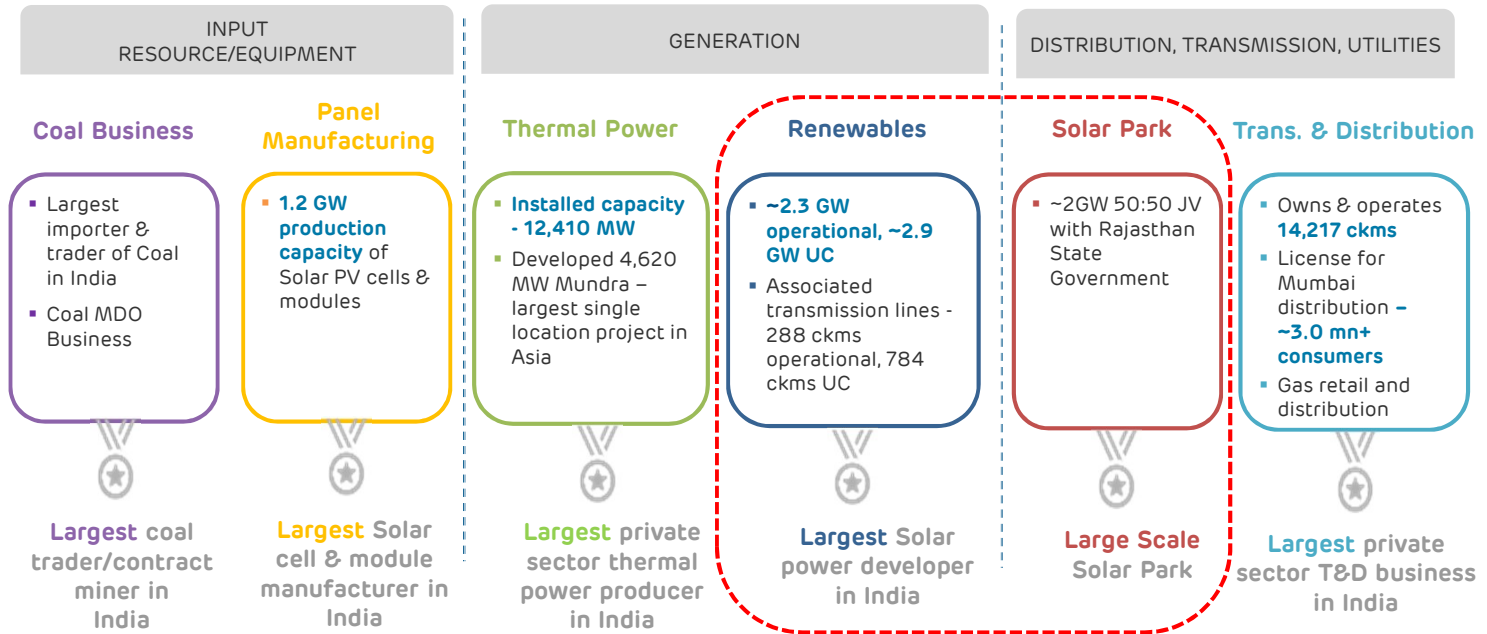 INPUT
RESOURCE/EQUIPMENT
GENERATION
DISTRIBUTION, TRANSMISSION, UTILITIES
Coal Business
▪ Largest
importer &
trader of Coal
in India
▪ Coal MDO
Business
Largest coal
trader/contract
miner in
India
Panel
Manufacturing
▪ 1.2 GW
production
capacity of
Solar PV cells &
modules
Largest Solar
cell & module
manufacturer in
India
Thermal Power
▪ Installed capacity
- 12,410 MW
▪ Developed 4,620
MW Mundra –
largest single
location project in
Asia
Largest private
sector thermal
power producer
in India
Renewables
▪ ~2.3 GW
operational, ~2.9
GW UC
▪ Associated
transmission lines -
288 ckms
operational, 784
ckms UC
Largest Solar
power developer
in India
Solar Park
▪ ~2GW 50:50 JV
with Rajasthan
State
Government
Large Scale
Solar Park
Trans. & Distribution
▪ Owns & operates
14,217 ckms
▪ License for
Mumbai
distribution –
~3.0 mn+
consumers
▪ Gas retail and
distribution
Largest private
sector T&D business
in India